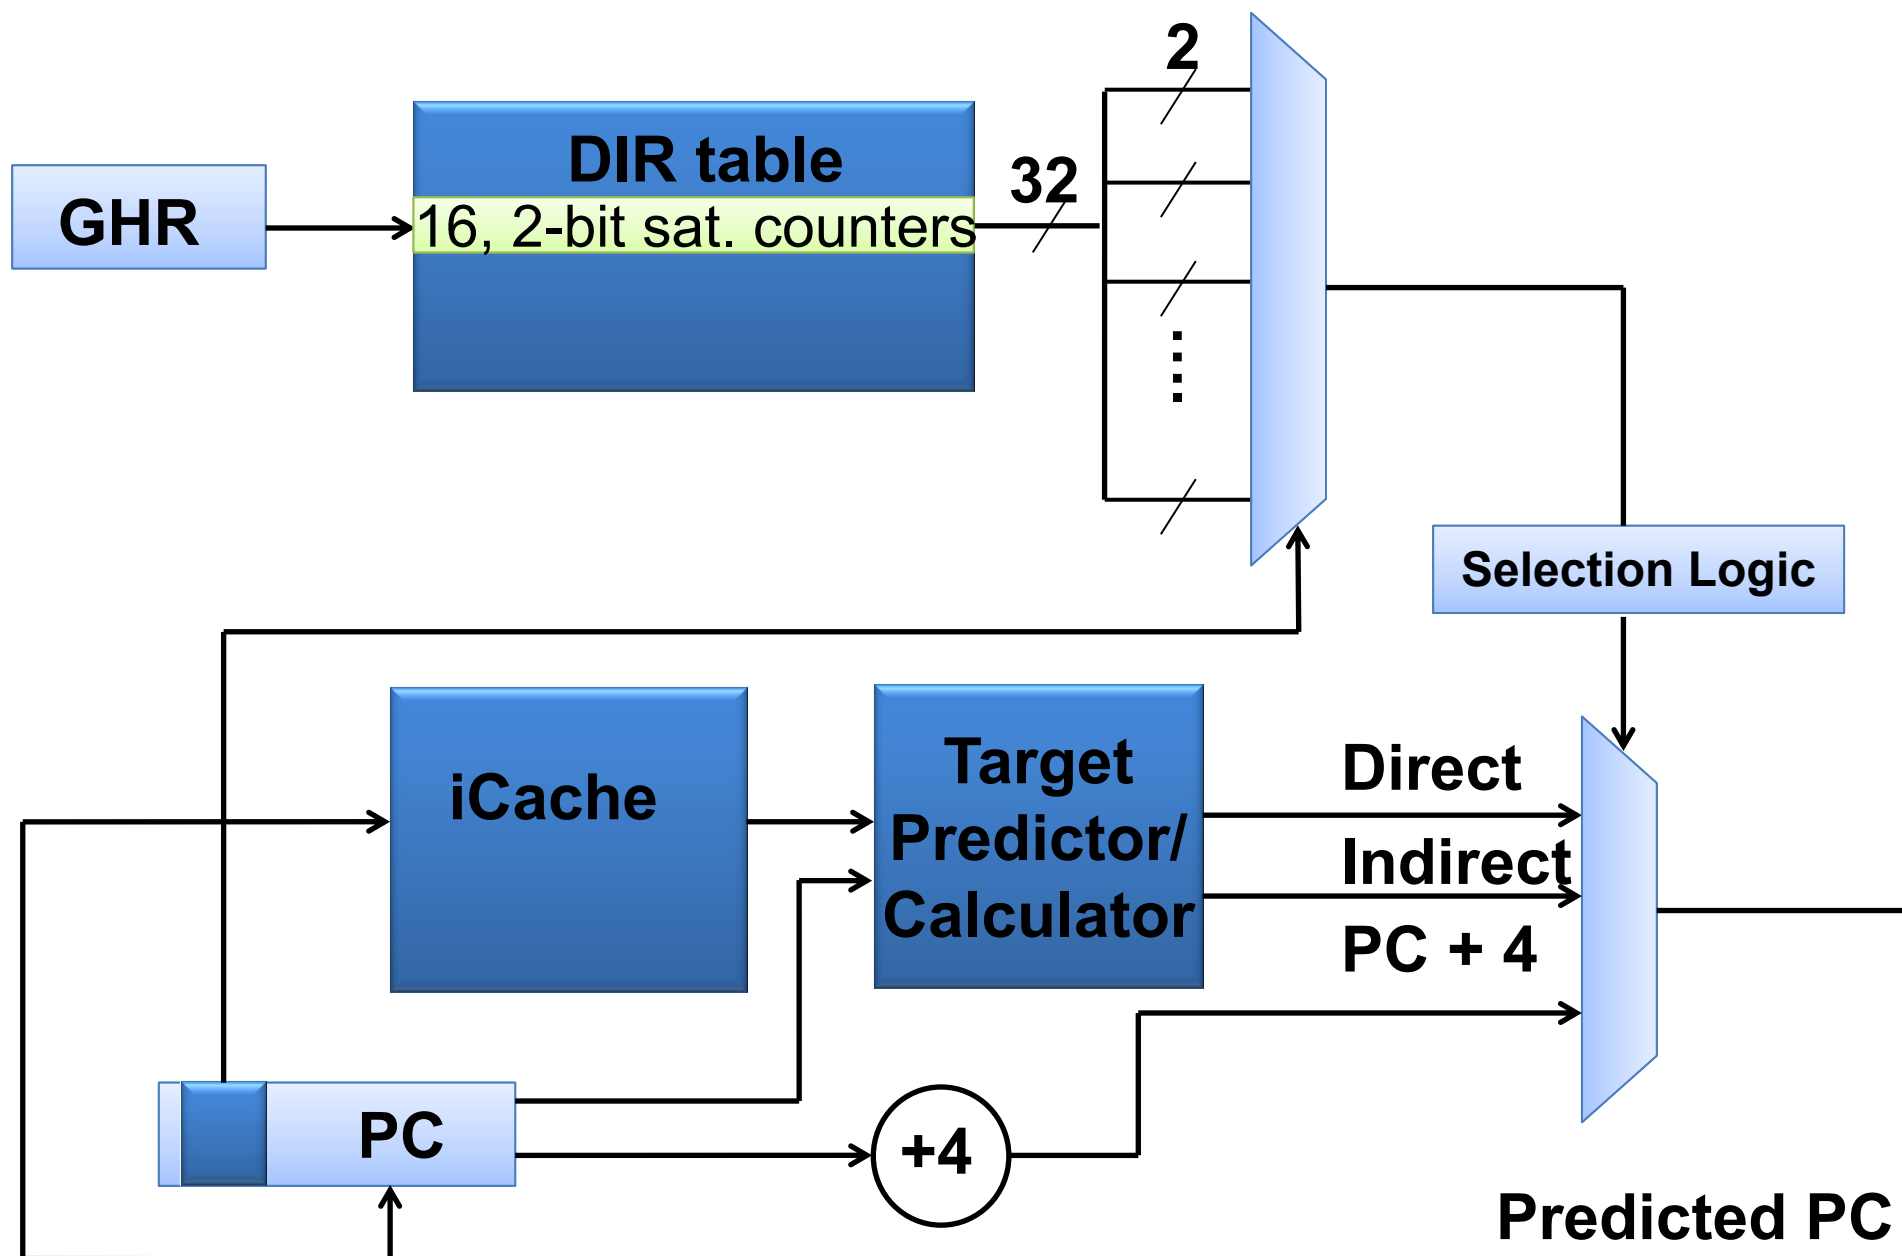 2
DIR table
32
GHR
16, 2-bit sat. counters
Selection Logic
iCache
Target
Predictor/
Calculator
Direct
Indirect
PC + 4
PC
+4
Predicted PC